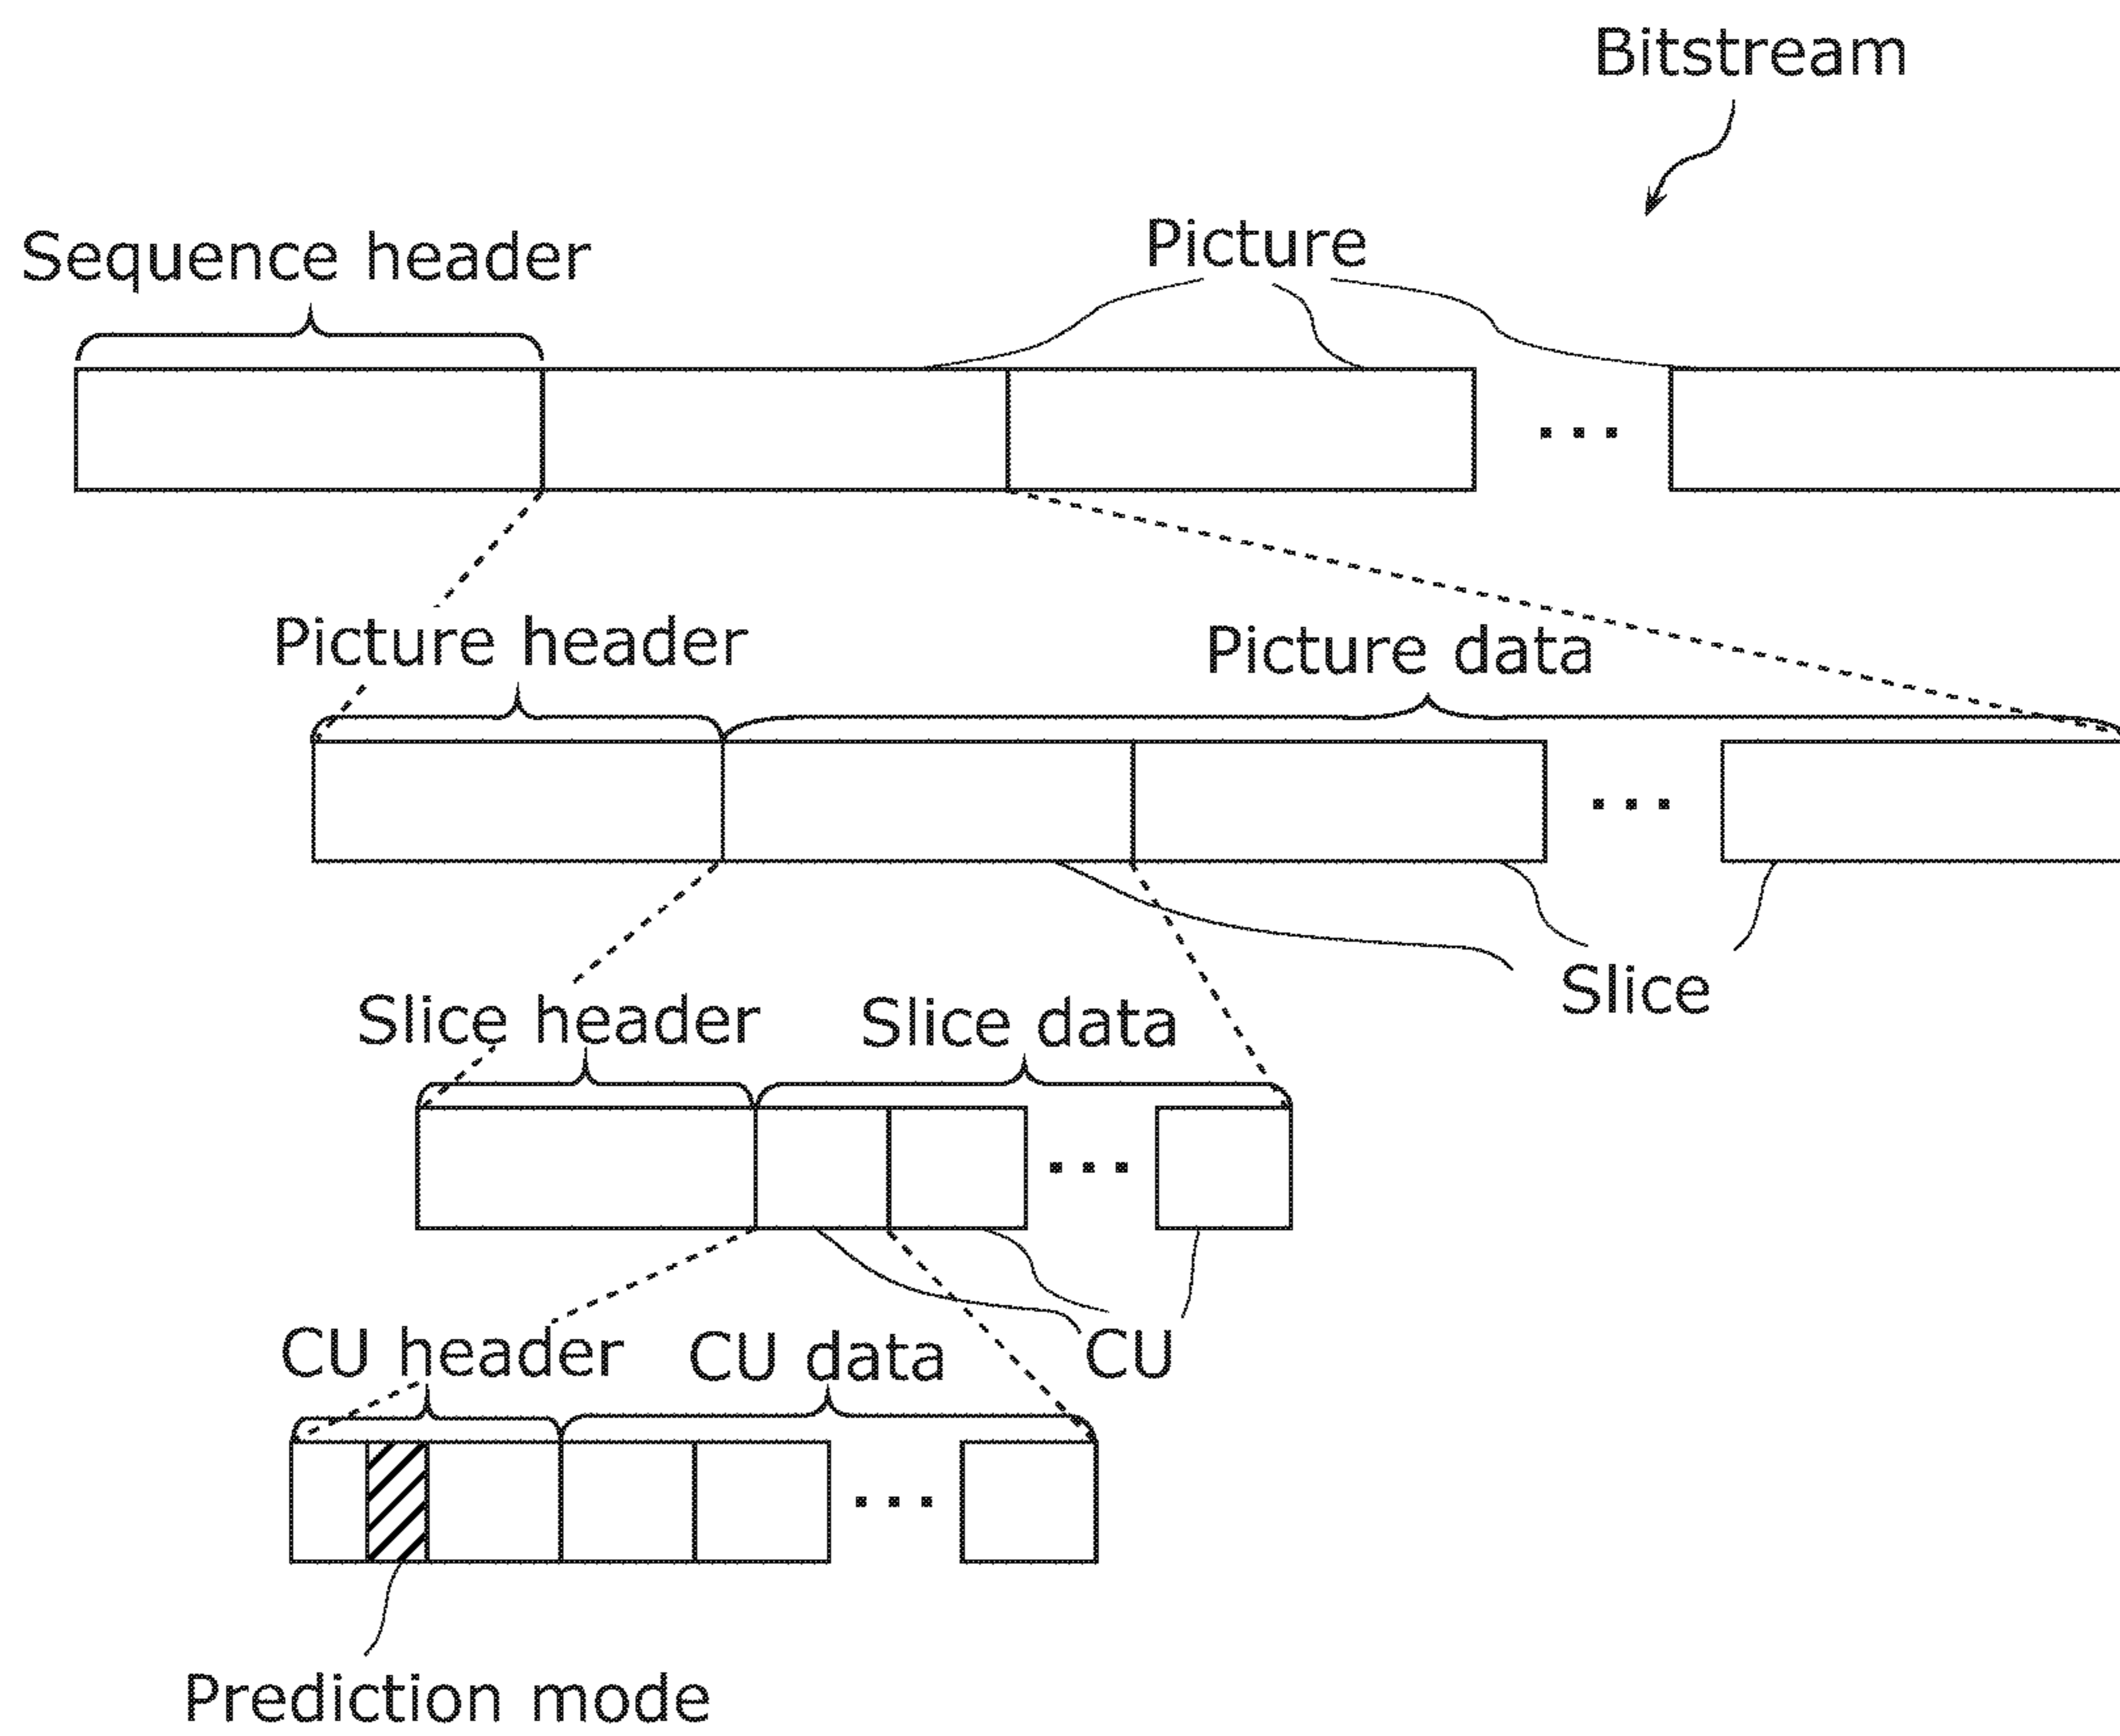 Bitstream
Sequence header
Picture
...
Picture header
Picture data
...
Slice
Slice header
Slice data
...
CU
CU header
CU data
...
Prediction mode